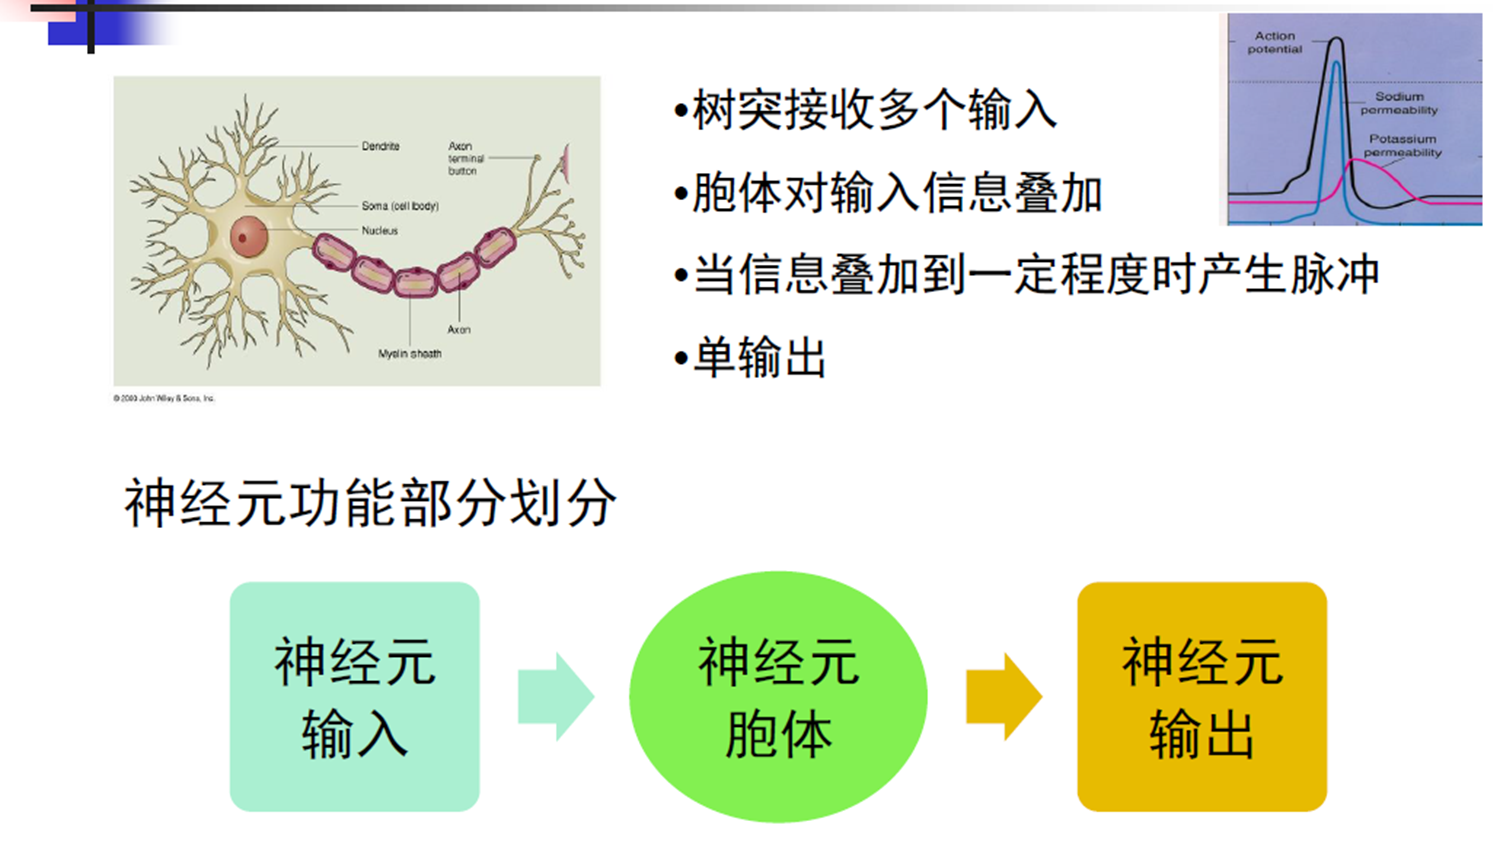 Dendrite
Axon
terminal
button
Soma (cell body)
Nucleus
Axon
Myelin sheath
© 2000 John Wiley & Sons, Inc.
•树突接收多个输入
•胞体对输入信息叠加
•当信息叠加到一定程度时产生脉冲
•单输出
Action
potential
Sodium
permeability
Potassium
permeability
神经元功能部分划分
神经元
输入
神经元
胞体
神经元
输出